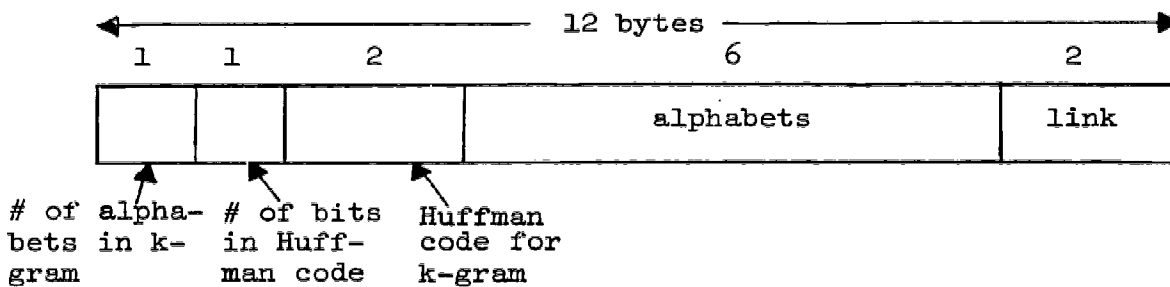 12 bytes
1 1 2 6 2
alphabets link
# of alpha- # of bits Huffman
bets in k- in Huff- code for
gram man code k-gram